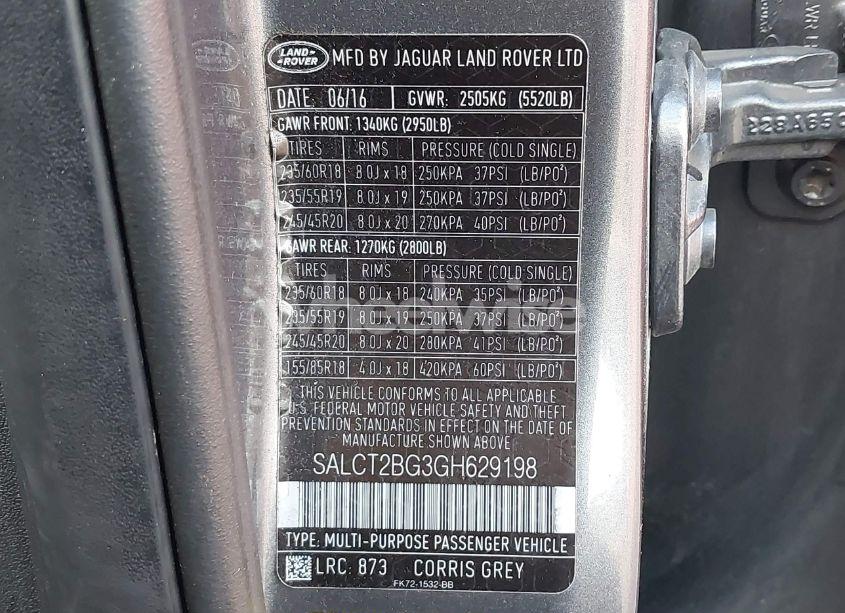 LAND ROVER MFD BY JAGUAR LAND ROVER LTD
DATE: 06/16 GVWR: 2505KG (5520LB)
GAWR FRONT: 1340KG (2950LB)
TIRES RIMS PRESSURE (COLD SINGLE)
235/60R18 8.0J x 18 250KPA 37PSI (LB/PO²)
235/55R19 8.0J x 19 250KPA 37PSI (LB/PO²)
245/45R20 8.0J x 20 270KPA 40PSI (LB/PO²)
GAWR REAR: 1270KG (2800LB)
TIRES RIMS PRESSURE (COLD SINGLE)
235/60R18 8.0J x 18 240KPA 35PSI (LB/PO²)
235/55R19 8.0J x 19 250KPA 37PSI (LB/PO²)
245/45R20 8.0J x 20 280KPA 41PSI (LB/PO²)
155/85R18 4.0J x 18 420KPA 60PSI (LB/PO²)
THIS VEHICLE CONFORMS TO ALL APPLICABLE
U.S. FEDERAL MOTOR VEHICLE SAFETY AND THEFT
PREVENTION STANDARDS IN EFFECT ON THE DATE OF
MANUFACTURE SHOWN ABOVE
SALCT2BG3GH629198
TYPE: MULTI-PURPOSE PASSENGER VEHICLE
LRC: 873 CORRIS GREY
FK72-1532-BB